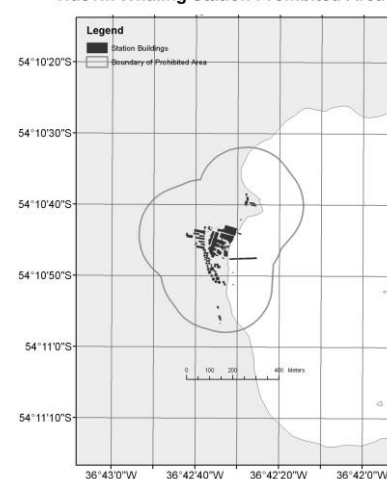 Husvik Whaling Station Prohibited Area
Legend
Station Buildings
Boundary of Prohibited Area
54°10'20"S
54°10'30"S
54°10'40"S
54°10'50"S
54°11'0"S
0 100 200 400 Meters
54°11'10"S
36°43'0"W 36°42'40"W 36°42'20"W 36°42'0"W